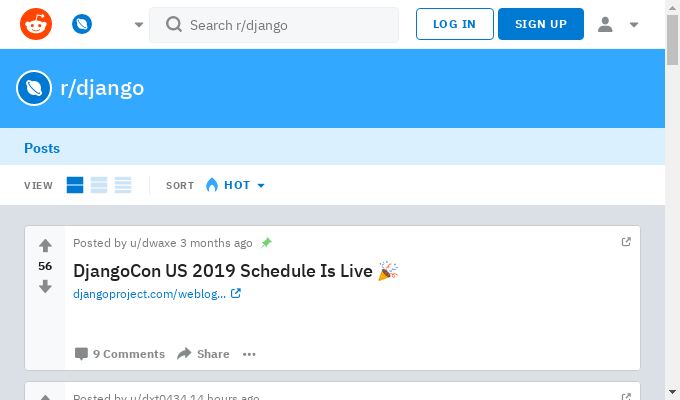 Search r/django
LOG IN
SIGN UP
r/django
Posts
VIEW
SORT
HOT
Posted by u/dwaxe 3 months ago
56
DjangoCon US 2019 Schedule Is Live 🎉
djangoproject.com/weblog...
9 Comments
Share
Posted by u/dxt0434 14 hours ago